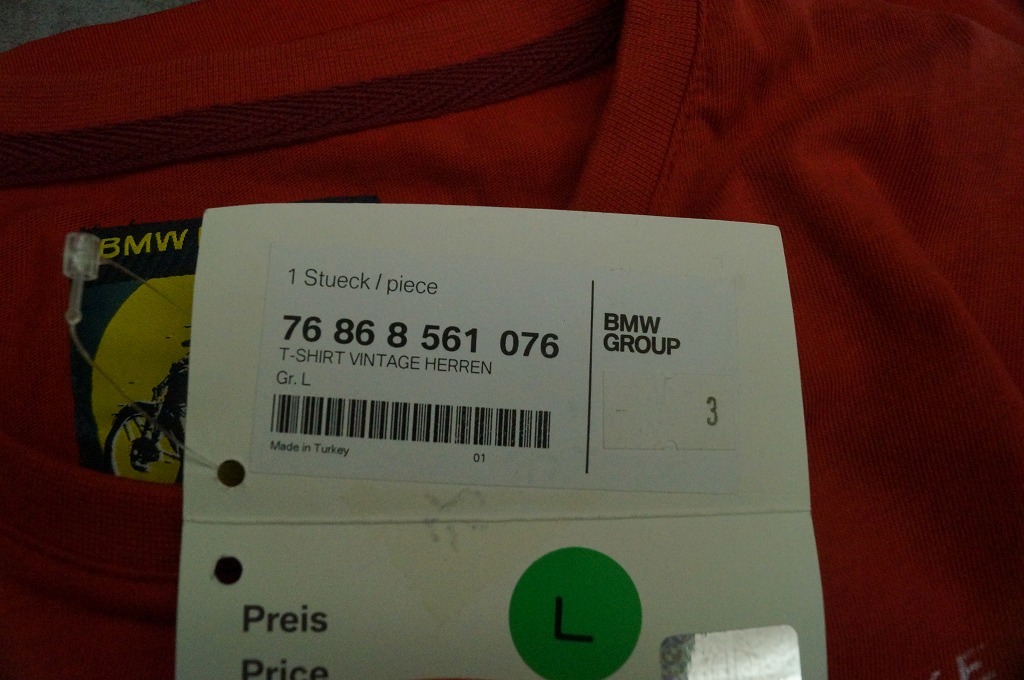 BMW
1 Stueck / piece
76 86 8 561 076
T-SHIRT VINTAGE HERREN
Gr. L
Made in Turkey
01
BMW
GROUP
3
Preis
Price
L